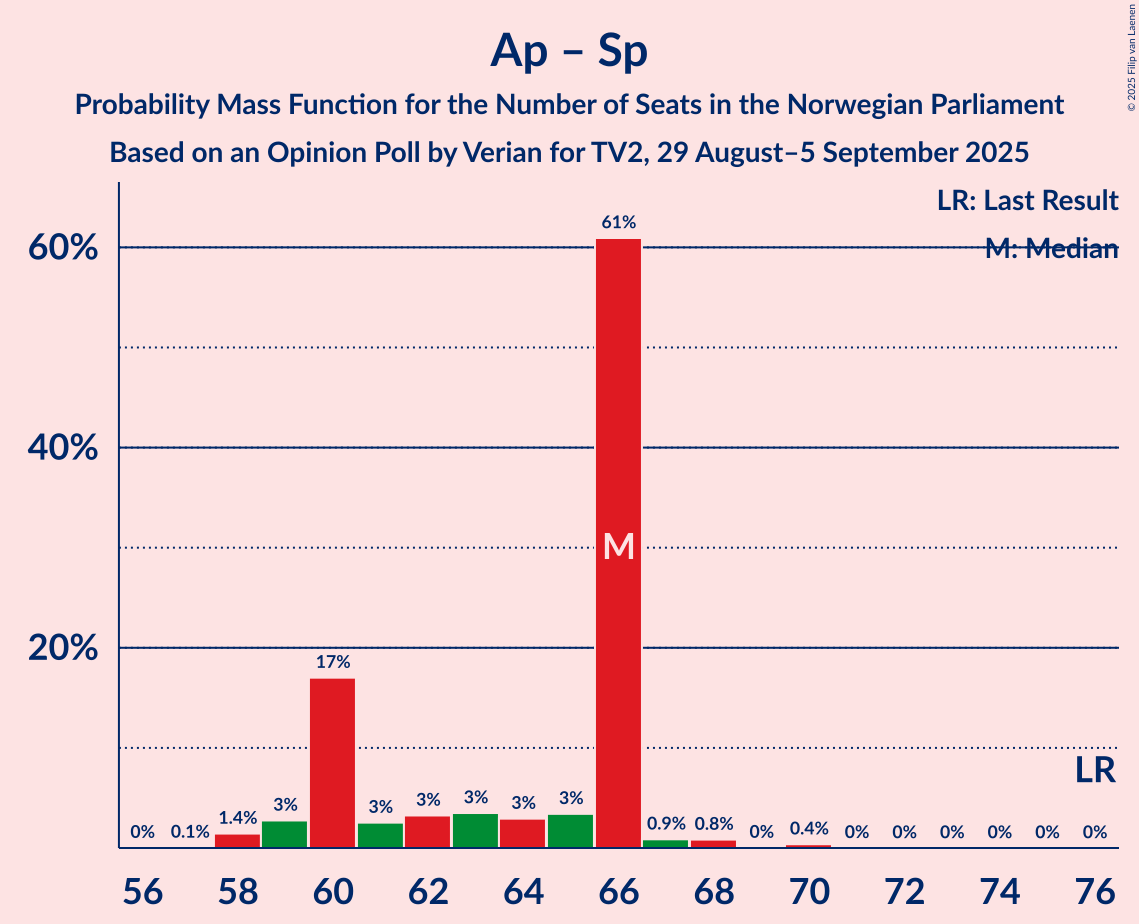 Ap – Sp
Probability Mass Function for the Number of Seats in the Norwegian Parliament
Based on an Opinion Poll by Verian for TV2, 29 August–5 September 2025
© 2025 Filip van Laenen
LR: Last Result
M: Median
60%
40%
20%
61%
M
17%
LR
0% 0.1% 1.4% 3% 3% 3% 3% 3% 3% 0.9% 0.8% 0% 0.4% 0% 0% 0% 0% 0% 0%
56 58 60 62 64 66 68 70 72 74 76